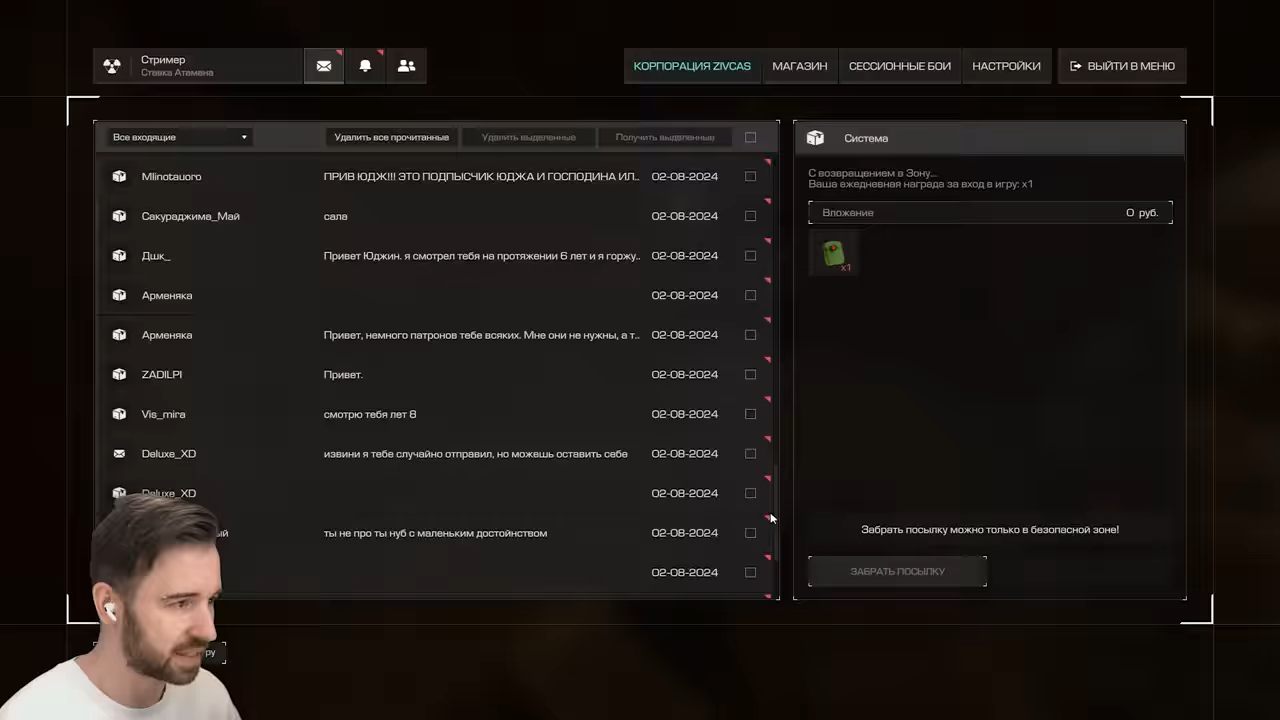 Стример
Ставка Атамена
КОРПОРАЦИЯ ZIVCAS
МАГАЗИН
СЕССИОННЫЕ БОИ
НАСТРОЙКИ
ВЫЙТИ В МЕНЮ
Все входящие
Удалить все прочитанные
Удалить выделенные
Получить выделенные
Mlinotauoro ПРИВ ЮДЖ!!! ЭТО ПОДПЫСЧИК ЮДЖА И ГОСПОДИНА ИЛ.. 02-08-2024
Сакураджима_Май сала 02-08-2024
Дшк_ Привет Юджин. я смотрел тебя на протяжении 6 лет и я горжу.. 02-08-2024
Арменяка 02-08-2024
Арменяка Привет, немного патронов тебе всяких. Мне они не нужны, а т.. 02-08-2024
ZADILPI Привет. 02-08-2024
Vis_mira смотрю тебя лет 8 02-08-2024
Deluxe_XD извини я тебе случайно отправил, но можешь оставить себе 02-08-2024
Deluxe_XD 02-08-2024
ый ты не про ты нуб с маленьким достойнством 02-08-2024
02-08-2024
ру
Система
С возвращением в Зону...
Ваша ежедневная награда за вход в игру: x1
Вложение 0 руб.
x1
Забрать посылку можно только в безопасной зоне!
ЗАБРАТЬ ПОСЫЛКУ